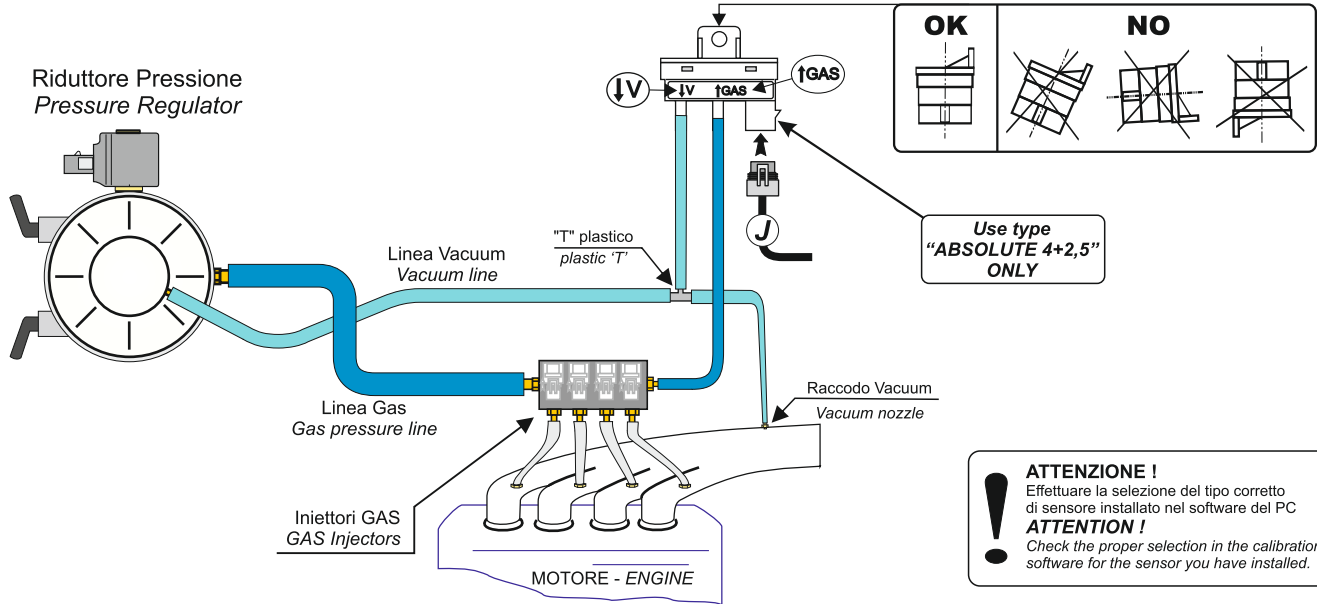 OK
NO
Riduttore Pressione
Pressure Regulator
↓V
↓V
↑GAS
↑GAS
J
Use type
“ABSOLUTE 4+2,5”
ONLY
"T" plastico
plastic ‘T’
Linea Vacuum
Vacuum line
Linea Gas
Gas pressure line
Raccodo Vacuum
Vacuum nozzle
Iniettori GAS
GAS Injectors
MOTORE - ENGINE
!
ATTENZIONE !
Effettuare la selezione del tipo corretto
di sensore installato nel software del PC
ATTENTION !
Check the proper selection in the calibration
software for the sensor you have installed.